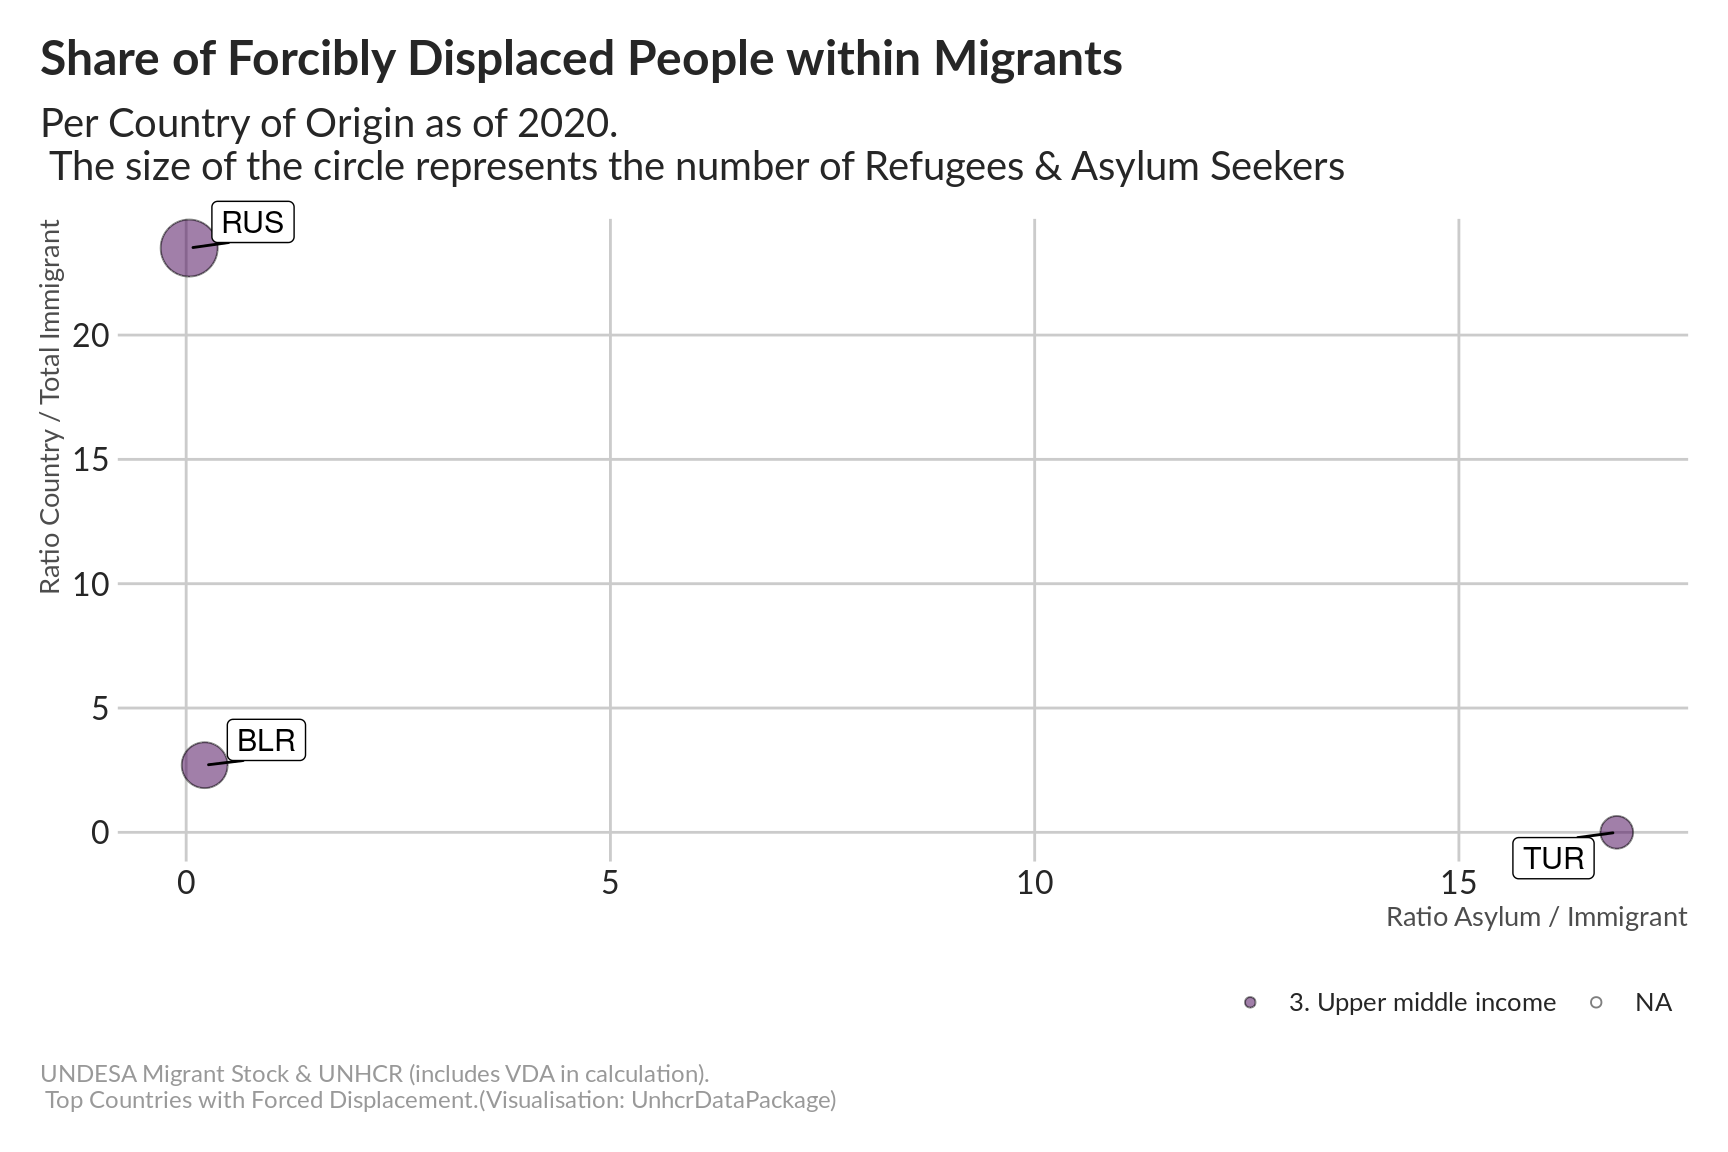 Share of Forcibly Displaced People within Migrants
Per Country of Origin as of 2020.
The size of the circle represents the number of Refugees & Asylum Seekers
Ratio Country / Total Immigrant
RUS
20
15
10
5
BLR
0
TUR
0
5
10
15
Ratio Asylum / Immigrant
3. Upper middle income
NA
UNDESA Migrant Stock & UNHCR (includes VDA in calculation).
Top Countries with Forced Displacement.(Visualisation: UnhcrDataPackage)